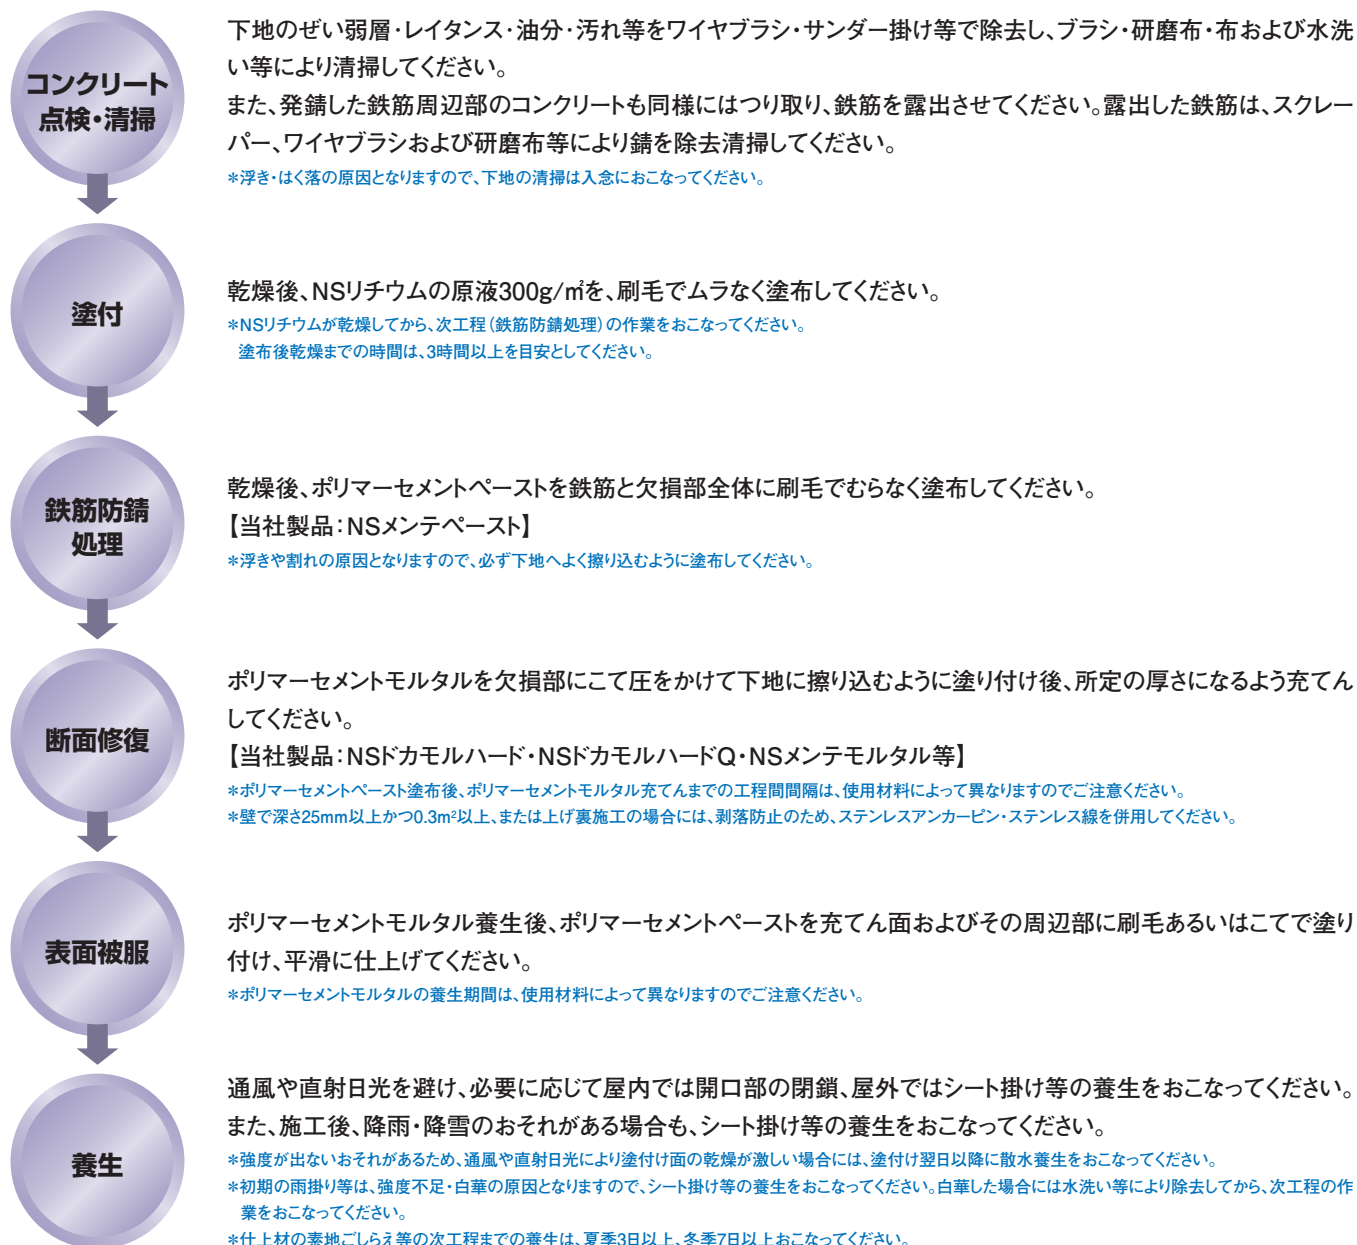 コンクリート
点検・清掃
下地のぜい弱層・レイタンス・油分・汚れ等をワイヤブラシ・サンダー掛け等で除去し、ブラシ・研磨布・布および水洗
い等により清掃してください。
また、発錆した鉄筋周辺部のコンクリートも同様にはつり取り、鉄筋を露出させてください。露出した鉄筋は、スクレー
パー、ワイヤブラシおよび研磨布等により錆を除去清掃してください。
*浮き・はく落の原因となりますので、下地の清掃は入念におこなってください。
塗付
乾燥後、NSリチウムの原液300g/㎡を、刷毛でムラなく塗布してください。
*NSリチウムが乾燥してから、次工程（鉄筋防錆処理）の作業をおこなってください。
塗布後乾燥までの時間は、3時間以上を目安としてください。
鉄筋防錆
処理
乾燥後、ポリマーセメントペーストを鉄筋と欠損部全体に刷毛でむらなく塗布してください。
【当社製品：NSメンテペースト】
*浮きや割れの原因となりますので、必ず下地へよく擦り込むように塗布してください。
断面修復
ポリマーセメントモルタルを欠損部にこて圧をかけて下地に擦り込むように塗り付け後、所定の厚さになるよう充てん
してください。
【当社製品：NSドカモルハード・NSドカモルハードQ・NSメンテモルタル等】
*ポリマーセメントペースト塗布後、ポリマーセメントモルタル充てんまでの工程間間隔は、使用材料によって異なりますのでご注意ください。
*壁で深さ25mm以上かつ0.3m²以上、または上げ裏施工の場合には、剥落防止のため、ステンレスアンカーピン・ステンレス線を併用してください。
表面被服
ポリマーセメントモルタル養生後、ポリマーセメントペーストを充てん面およびその周辺部に刷毛あるいはこてで塗り
付け、平滑に仕上げてください。
*ポリマーセメントモルタルの養生期間は、使用材料によって異なりますのでご注意ください。
養生
通風や直射日光を避け、必要に応じて屋内では開口部の閉鎖、屋外ではシート掛け等の養生をおこなってください。
また、施工後、降雨・降雪のおそれがある場合も、シート掛け等の養生をおこなってください。
*強度が出ないおそれがあるため、通風や直射日光により塗付け面の乾燥が激しい場合には、塗付け翌日以降に散水養生をおこなってください。
*初期の雨掛り等は、強度不足・白華の原因となりますので、シート掛け等の養生をおこなってください。白華した場合には水洗い等により除去してから、次工程の作
業をおこなってください。
*仕上材の素地ごしらえ等の次工程までの養生は、夏季3日以上、冬季7日以上おこなってください。